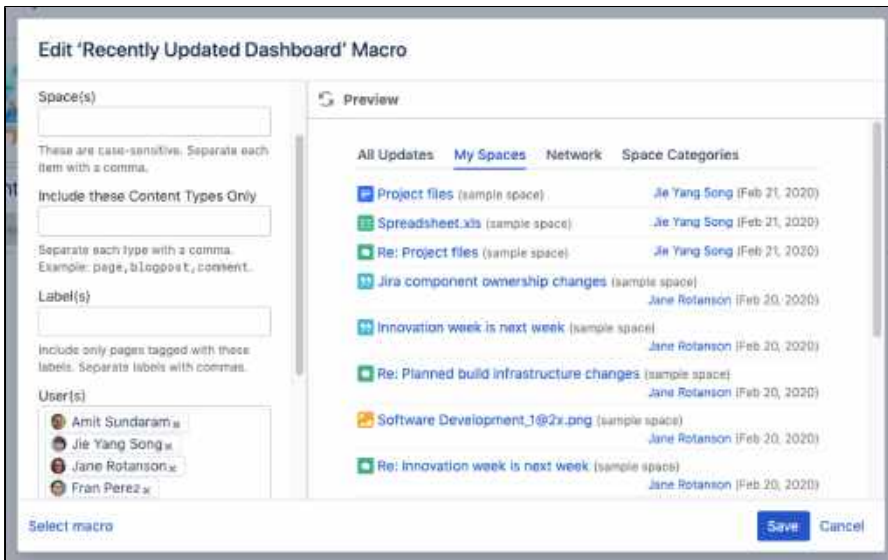 Edit 'Recently Updated Dashboard' Macro
Space(s)
These are case-sensitive. Separate each
item with a comma.
Include these Content Types Only
Separate each type with a comma.
Example: page,blogpost,comment.
Label(s)
Include only pages tagged with these
labels. Separate labels with commas.
User(s)
Amit Sundaram x
Jie Yang Song x
Jane Rotanson x
Fran Perez x
Preview
All Updates My Spaces Network Space Categories
Project files (sample space) Jie Yang Song (Feb 21, 2020)
Spreadsheet.xls (sample space) Jie Yang Song (Feb 21, 2020)
Re: Project files (sample space) Jie Yang Song (Feb 21, 2020)
Jira component ownership changes (sample space)
Jane Rotanson (Feb 20, 2020)
Innovation week is next week (sample space)
Jane Rotanson (Feb 20, 2020)
Re: Planned build infrastructure changes (sample space)
Jane Rotanson (Feb 20, 2020)
Software Development_1@2x.png (sample space)
Jane Rotanson (Feb 20, 2020)
Re: Innovation week is next week (sample space)
Jane Rotanson (Feb 20, 2020)
Select macro
Save Cancel